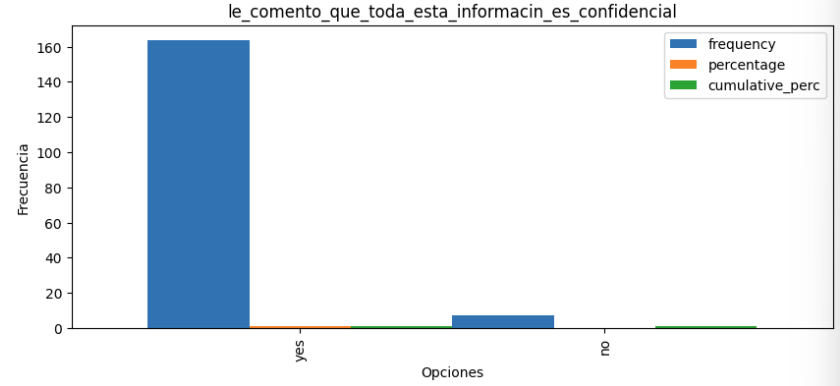 le_comento_que_toda_esta_informacin_es_confidencial
frequency
percentage
cumulative_perc
160
140
120
100
80
60
40
20
0
Frecuencia
yes
no
Opciones